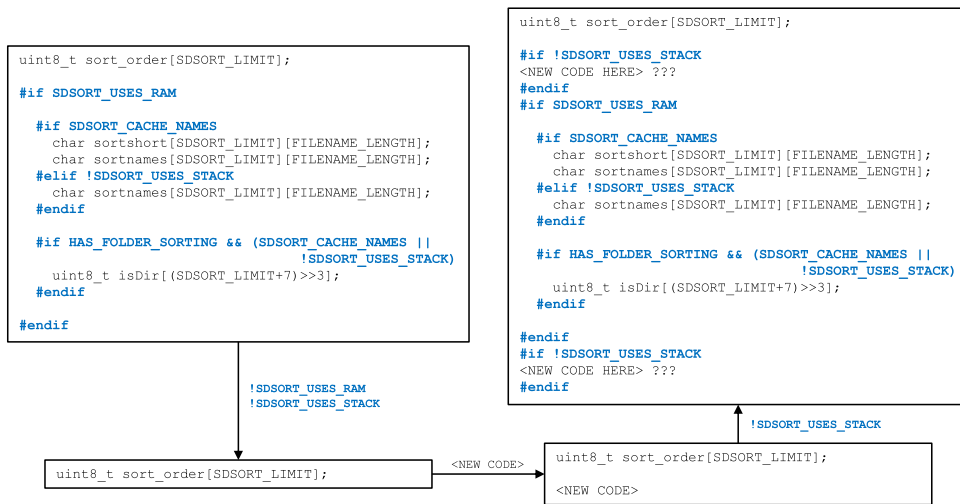 uint8_t sort_order[SDSORT_LIMIT];
#if SDSORT_USES_RAM
#if SDSORT_CACHE_NAMES
char sortshort[SDSORT_LIMIT][FILENAME_LENGTH];
char sortnames[SDSORT_LIMIT][FILENAME_LENGTH];
#elif !SDSORT_USES_STACK
char sortnames[SDSORT_LIMIT][FILENAME_LENGTH];
#endif
#if HAS_FOLDER_SORTING && (SDSORT_CACHE_NAMES ||
!SDSORT_USES_STACK)
uint8_t isDir[(SDSORT_LIMIT+7)>>3];
#endif
#endif
!SDSORT_USES_RAM
!SDSORT_USES_STACK
uint8_t sort_order[SDSORT_LIMIT];
<NEW CODE>
uint8_t sort_order[SDSORT_LIMIT];
<NEW CODE>
!SDSORT_USES_STACK
uint8_t sort_order[SDSORT_LIMIT];
#if !SDSORT_USES_STACK
<NEW CODE HERE> ???
#endif
#if SDSORT_USES_RAM
#if SDSORT_CACHE_NAMES
char sortshort[SDSORT_LIMIT][FILENAME_LENGTH];
char sortnames[SDSORT_LIMIT][FILENAME_LENGTH];
#elif !SDSORT_USES_STACK
char sortnames[SDSORT_LIMIT][FILENAME_LENGTH];
#endif
#if HAS_FOLDER_SORTING && (SDSORT_CACHE_NAMES ||
!SDSORT_USES_STACK)
uint8_t isDir[(SDSORT_LIMIT+7)>>3];
#endif
#endif
#if !SDSORT_USES_STACK
<NEW CODE HERE> ???
#endif